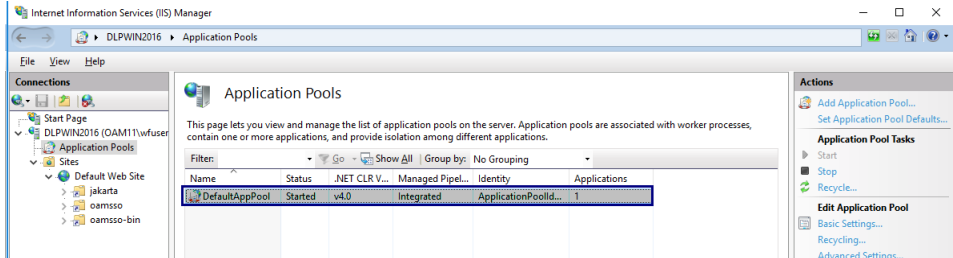 Internet Information Services (IIS) Manager
DLPWIN2016 Application Pools
File View Help
Connections
Start Page
DLPWIN2016 (OAM11\wfuser
Application Pools
Sites
Default Web Site
jakarta
oamsso
oamsso-bin
Application Pools
This page lets you view and manage the list of application pools on the server. Application pools are associated with worker processes,
contain one or more applications, and provide isolation among different applications.
Filter: Go Show All Group by: No Grouping
Name Status .NET CLR V... Managed Pipel... Identity Applications
DefaultAppPool Started v4.0 Integrated ApplicationPoolId... 1
Actions
Add Application Pool...
Set Application Pool Defaults...
Application Pool Tasks
Start
Stop
Recycle...
Edit Application Pool
Basic Settings...
Recycling...
Advanced Settings...